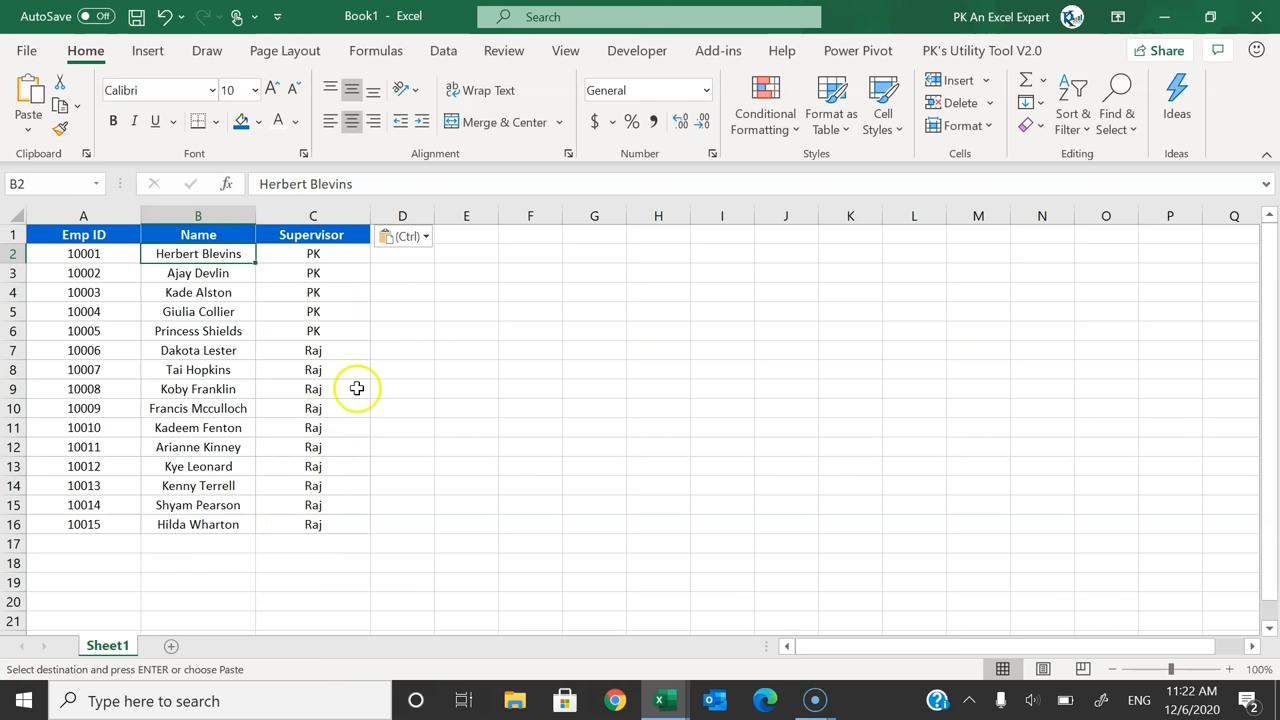 AutoSave Off Book1 - Excel Search PK An Excel Expert
File Home Insert Draw Page Layout Formulas Data Review View Developer Add-ins Help Power Pivot PK's Utility Tool V2.0 Share
Paste
Calibri 10
B I U A
ab Wrap Text
Merge & Center
General
$ % 9
Conditional Formatting
Format as Table
Cell Styles
Insert
Delete
Format
Sort & Filter
Find & Select
Ideas
Clipboard Font Alignment Number Styles Cells Editing Ideas
B2 fx Herbert Blevins
A B C D E F G H I J K L M N O P Q
1 Emp ID Name Supervisor (Ctrl)
2 10001 Herbert Blevins PK
3 10002 Ajay Devlin PK
4 10003 Kade Alston PK
5 10004 Giulia Collier PK
6 10005 Princess Shields PK
7 10006 Dakota Lester Raj
8 10007 Tai Hopkins Raj
9 10008 Koby Franklin Raj
10 10009 Francis Mcculloch Raj
11 10010 Kadeem Fenton Raj
12 10011 Arianne Kinney Raj
13 10012 Kye Leonard Raj
14 10013 Kenny Terrell Raj
15 10014 Shyam Pearson Raj
16 10015 Hilda Wharton Raj
17
18
19
20
21
Sheet1
Select destination and press ENTER or choose Paste 100%
Type here to search ENG 11:22 AM
12/6/2020 2